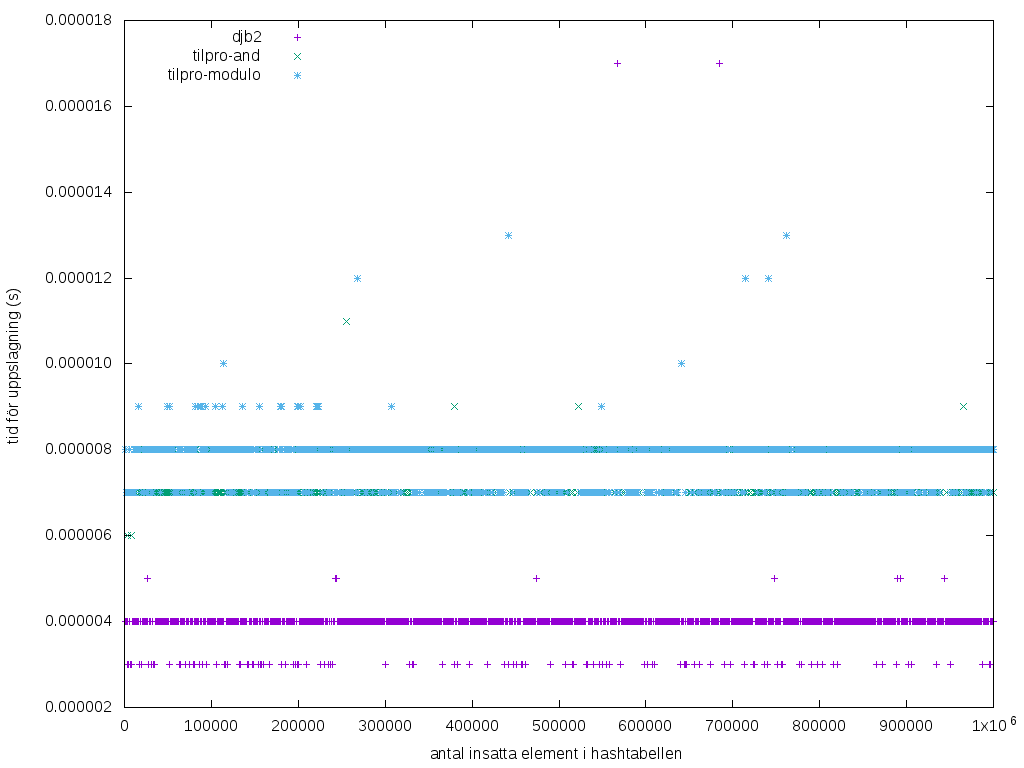 0.000018
djb2
tilpro-and
tilpro-modulo
0.000016
0.000014
0.000012
0.000010
0.000008
0.000006
0.000004
0.000002
tid för uppslagning (s)
0 100000 200000 300000 400000 500000 600000 700000 800000 900000 1x10 6
antal insatta element i hashtabellen